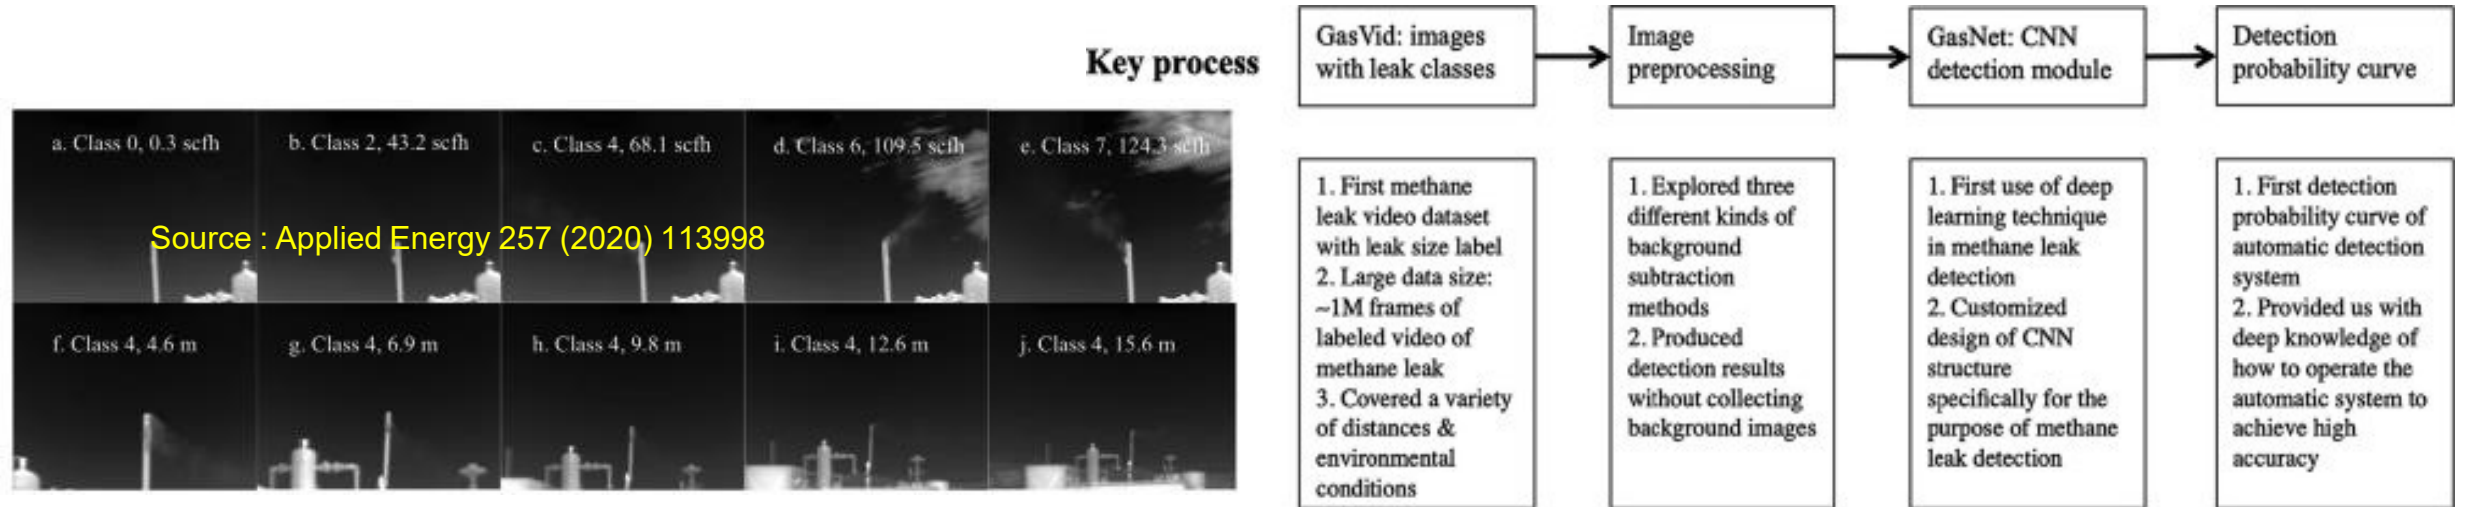 Key process
GasVid: images
with leak classes
Image
preprocessing
GasNet: CNN
detection module
Detection
probability curve
a. Class 0, 0.3 scfh
b. Class 2, 43.2 scfh
c. Class 4, 68.1 scfh
d. Class 6, 109.5 scfh
e. Class 7, 124.3 scfh
Source : Applied Energy 257 (2020) 113998
f. Class 4, 4.6 m
g. Class 4, 6.9 m
h. Class 4, 9.8 m
i. Class 4, 12.6 m
j. Class 4, 15.6 m
1. First methane
leak video dataset
with leak size label
2. Large data size:
~1M frames of
labeled video of
methane leak
3. Covered a variety
of distances &
environmental
conditions
1. Explored three
different kinds of
background
subtraction
methods
2. Produced
detection results
without collecting
background images
1. First use of deep
learning technique
in methane leak
detection
2. Customized
design of CNN
structure
specifically for the
purpose of methane
leak detection
1. First detection
probability curve of
automatic detection
system
2. Provided us with
deep knowledge of
how to operate the
automatic system to
achieve high
accuracy